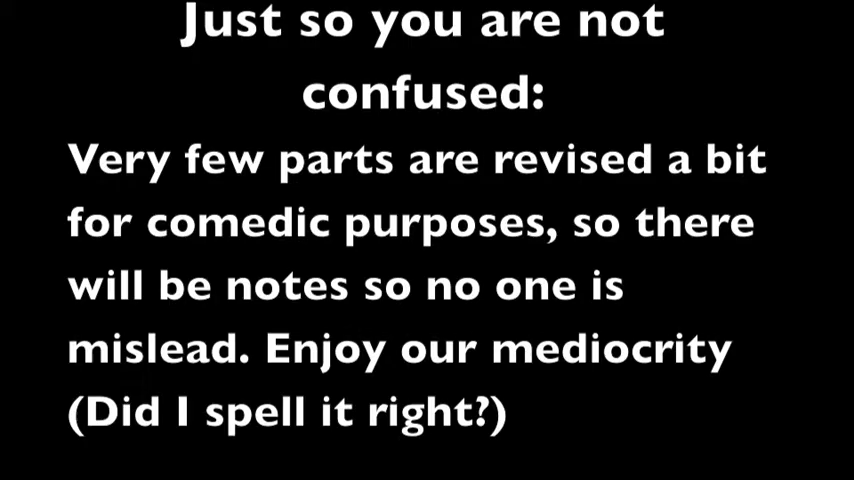 Just so you are not
confused:
Very few parts are revised a bit
for comedic purposes, so there
will be notes so no one is
mislead. Enjoy our mediocrity
(Did I spell it right?)